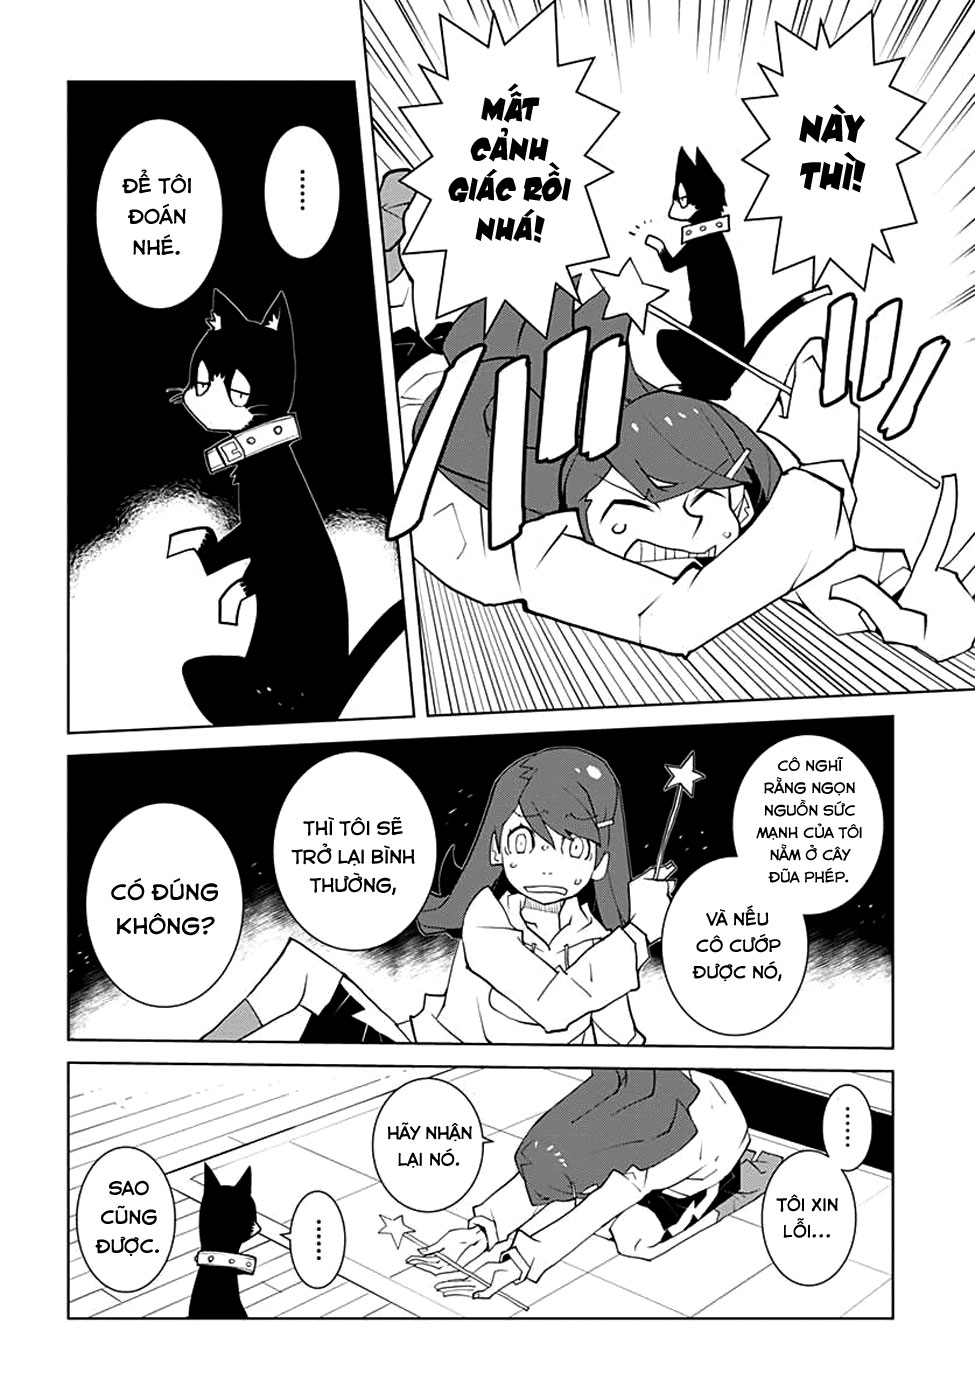 NÀY
THÌ!
MẤT
CẢNH
GIÁC RỒI
NHÁ!
......
ĐỂ TÔI
ĐOÁN
NHÉ.
CÔ NGHĨ
RẰNG NGỌN
NGUỒN SỨC
MẠNH CỦA TÔI
NẰM Ở CÂY
ĐŨA PHÉP.
VÀ NẾU
CÔ CƯỚP
ĐƯỢC NÓ,
THÌ TÔI SẼ
TRỞ LẠI BÌNH
THƯỜNG,
CÓ ĐÚNG
KHÔNG?
......
TÔI XIN
LỖI...
HÃY NHẬN
LẠI NÓ.
......
SAO
CŨNG
ĐƯỢC.